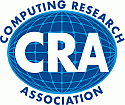 COMPUTING RESEARCH
CRA
ASSOCIATION